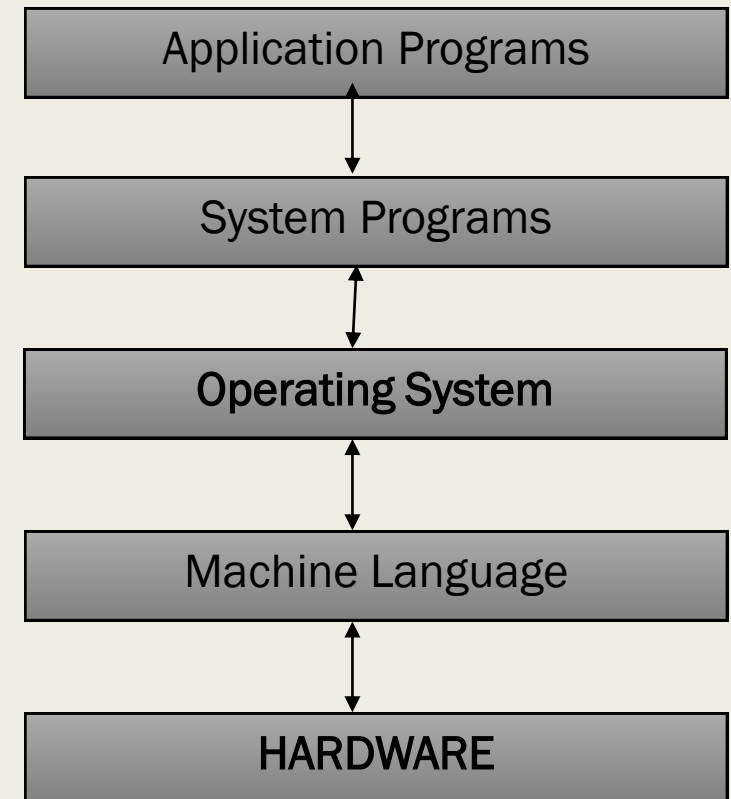 Application Programs
System Programs
Operating System
Machine Language
HARDWARE